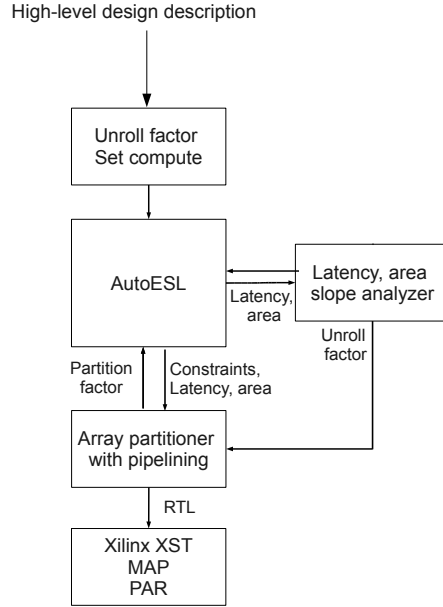 High-level design description
Unroll factor
Set compute
AutoESL
Latency, area
slope analyzer
Latency,
area
Unroll
factor
Partition
factor
Constraints,
Latency, area
Array partitioner
with pipelining
RTL
Xilinx XST
MAP
PAR